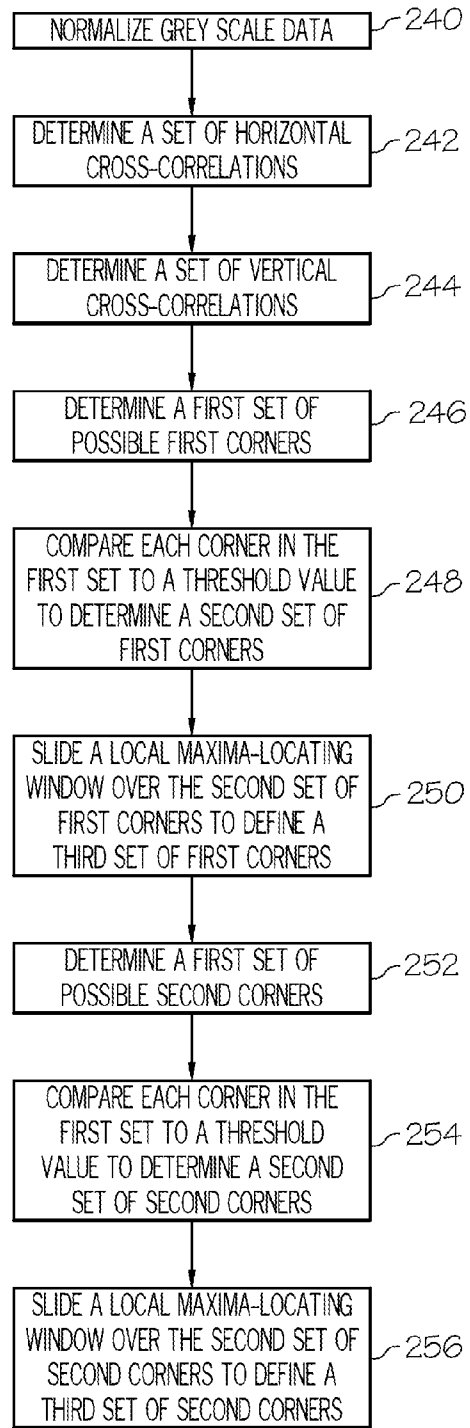 NORMALIZE GREY SCALE DATA
240
DETERMINE A SET OF HORIZONTAL
CROSS-CORRELATIONS
242
DETERMINE A SET OF VERTICAL
CROSS-CORRELATIONS
244
DETERMINE A FIRST SET OF
POSSIBLE FIRST CORNERS
246
COMPARE EACH CORNER IN THE
FIRST SET TO A THRESHOLD VALUE
TO DETERMINE A SECOND SET OF
FIRST CORNERS
248
SLIDE A LOCAL MAXIMA-LOCATING
WINDOW OVER THE SECOND SET OF
FIRST CORNERS TO DEFINE A
THIRD SET OF FIRST CORNERS
250
DETERMINE A FIRST SET OF
POSSIBLE SECOND CORNERS
252
COMPARE EACH CORNER IN THE
FIRST SET TO A THRESHOLD
VALUE TO DETERMINE A SECOND
SET OF SECOND CORNERS
254
SLIDE A LOCAL MAXIMA-LOCATING
WINDOW OVER THE SECOND SET OF
SECOND CORNERS TO DEFINE A
THIRD SET OF SECOND CORNERS
256